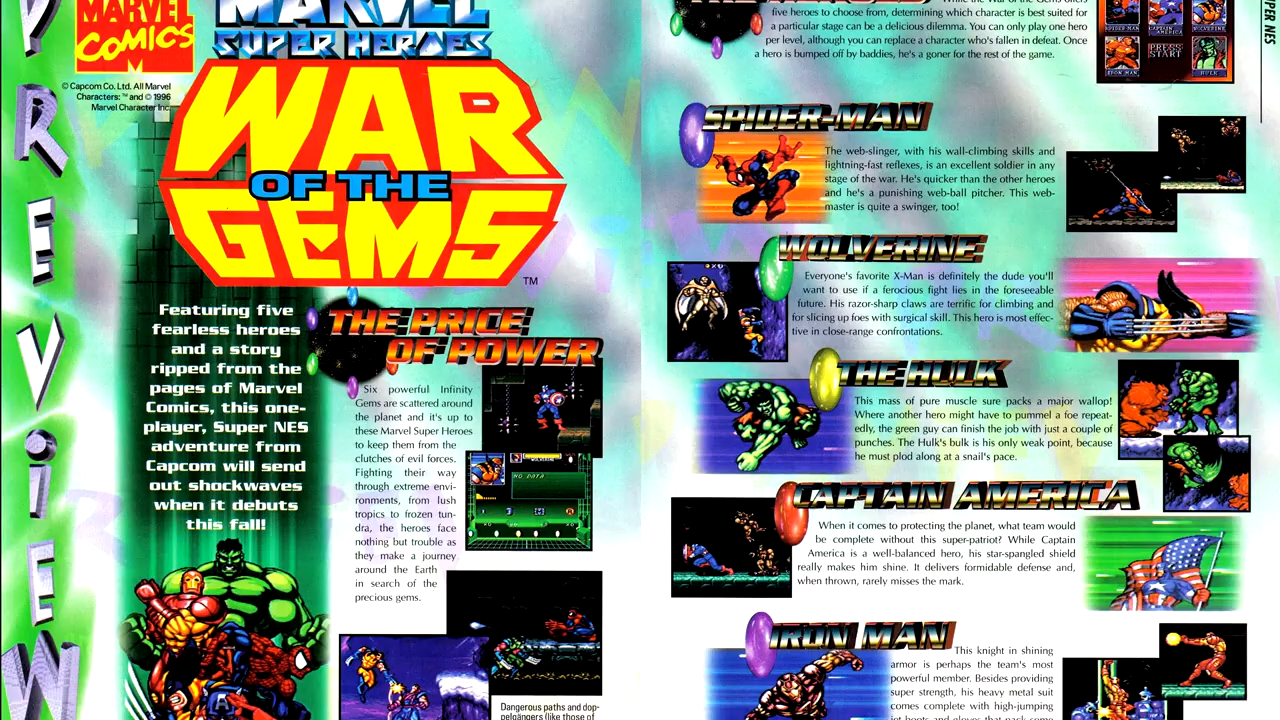 PREViEW
MARVEL
COMICS
MARVEL
SUPER HEROES
WAR
OF THE
GEMS
TM
© Capcom Co. Ltd. All Marvel
Characters: ™ and © 1996
Marvel Character Inc.
Featuring five
fearless heroes
and a story
ripped from the
pages of Marvel
Comics, this one-
player, Super NES
adventure from
Capcom will send
out shockwaves
when it debuts
this fall!
THE PRICE
OF POWER
Six powerful Infinity
Gems are scattered around
the planet and it's up to
these Marvel Super Heroes
to keep them from the
clutches of evil forces.
Fighting their way
through extreme envi-
ronments, from lush
tropics to frozen tun-
dra, the heroes face
nothing but trouble as
they make a journey
around the Earth
in search of the
precious gems.
WOLVERINE
NO DATA
Dangerous paths and dop-
pelgängers (like those of
SUPER NES
five heroes to choose from, determining which character is best suited for
a particular stage can be a delicious dilemma. You can only play one hero
per level, although you can replace a character who's fallen in defeat. Once
a hero is bumped off by baddies, he's a goner for the rest of the game.
SPIDER MAN
CAPTAIN AMERICA
WOLVERINE
IRON MAN
PRESS START
HULK
SPIDER-MAN
The web-slinger, with his wall-climbing skills and
lightning-fast reflexes, is an excellent soldier in any
stage of the war. He's quicker than the other heroes
and he's a punishing web-ball pitcher. This web-
master is quite a swinger, too!
WOLVERINE
Everyone's favorite X-Man is definitely the dude you'll
want to use if a ferocious fight lies in the foreseeable
future. His razor-sharp claws are terrific for climbing and
for slicing up foes with surgical skill. This hero is most effec-
tive in close-range confrontations.
THE HULK
This mass of pure muscle sure packs a major wallop!
Where another hero might have to pummel a foe repeat-
edly, the green guy can finish the job with just a couple of
punches. The Hulk's bulk is his only weak point, because
he must plod along at a snail's pace.
CAPTAIN AMERICA
When it comes to protecting the planet, what team would
be complete without this super-patriot? While Captain
America is a well-balanced hero, his star-spangled shield
really makes him shine. It delivers formidable defense and,
when thrown, rarely misses the mark.
IRON MAN
This knight in shining
armor is perhaps the team's most
powerful member. Besides providing
super strength, his heavy metal suit
comes complete with high-jumping